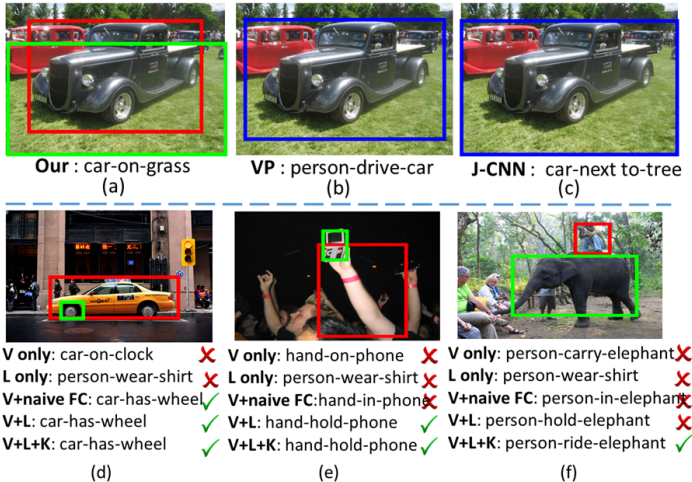 Our : car-on-grass
(a)
VP : person-drive-car
(b)
J-CNN : car-next to-tree
(c)
V only: car-on-clock
L only: person-wear-shirt
V+naive FC: car-has-wheel
V+L: car-has-wheel
V+L+K: car-has-wheel
(d)
V only: hand-on-phone
L only: person-wear-shirt
V+naive FC:hand-in-phone
V+L: hand-hold-phone
V+L+K: hand-hold-phone
(e)
V only: person-carry-elephant
L only: person-wear-shirt
V+naive FC: person-in-elephant
V+L: person-hold-elephant
V+L+K: person-ride-elephant
(f)